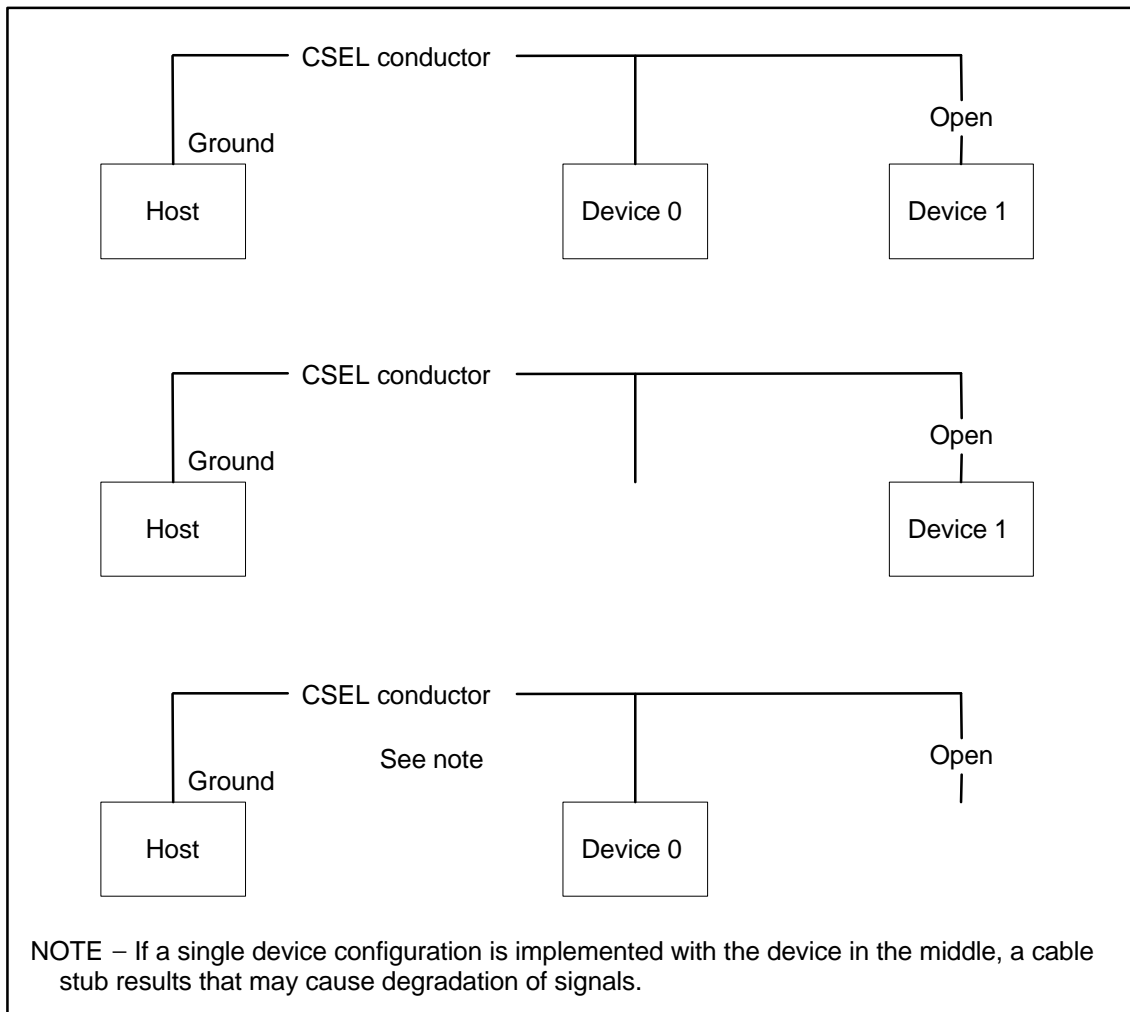 CSEL conductor
Open
Ground
Host
Device 0
Device 1
CSEL conductor
Open
Ground
Host
Device 1
CSEL conductor
See note
Open
Ground
Host
Device 0
NOTE – If a single device configuration is implemented with the device in the middle, a cable
stub results that may cause degradation of signals.